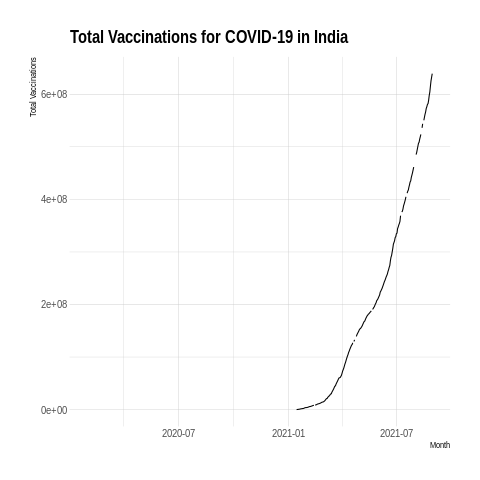 Total Vaccinations for COVID-19 in India
Total Vaccinations
6e+08
4e+08
2e+08
0e+00
2020-07 2021-01 2021-07
Month